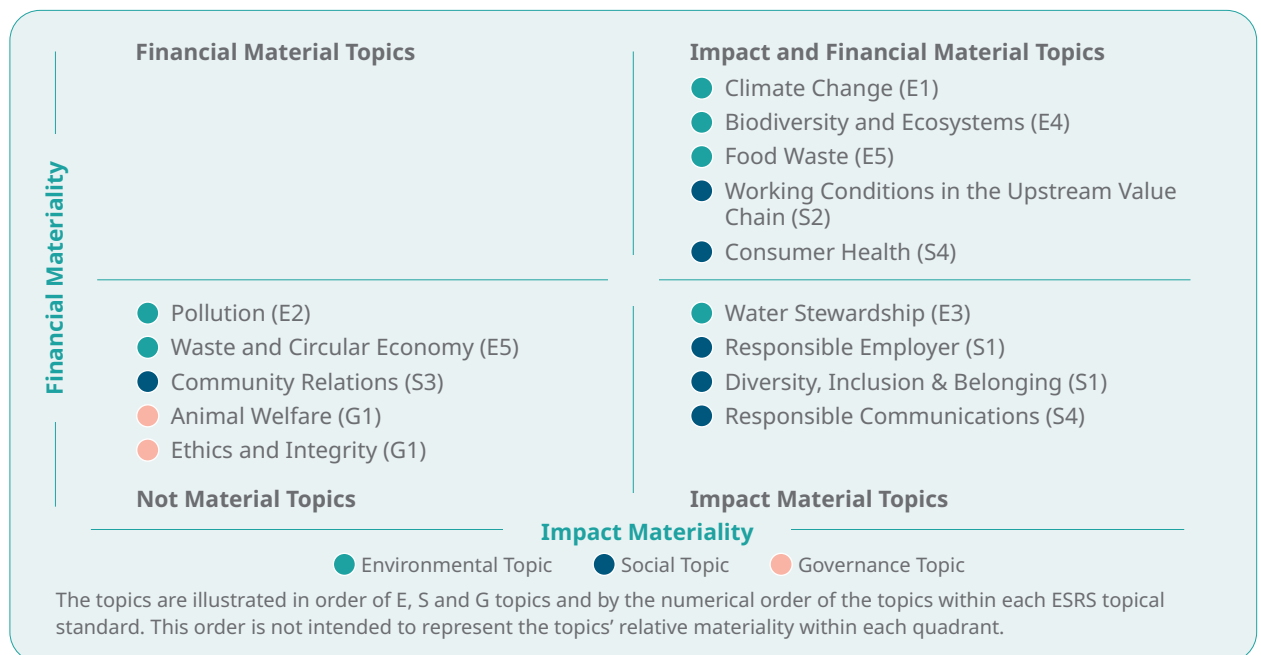 Financial Material Topics
Impact and Financial Material Topics
Climate Change (E1)
Biodiversity and Ecosystems (E4)
Food Waste (E5)
Working Conditions in the Upstream Value
Chain (S2)
Consumer Health (S4)
Financial Materiality
Pollution (E2)
Waste and Circular Economy (E5)
Community Relations (S3)
Animal Welfare (G1)
Ethics and Integrity (G1)
Not Material Topics
Water Stewardship (E3)
Responsible Employer (S1)
Diversity, Inclusion & Belonging (S1)
Responsible Communications (S4)
Impact Material Topics
Impact Materiality
Environmental Topic
Social Topic
Governance Topic
The topics are illustrated in order of E, S and G topics and by the numerical order of the topics within each ESRS topical
standard. This order is not intended to represent the topics’ relative materiality within each quadrant.